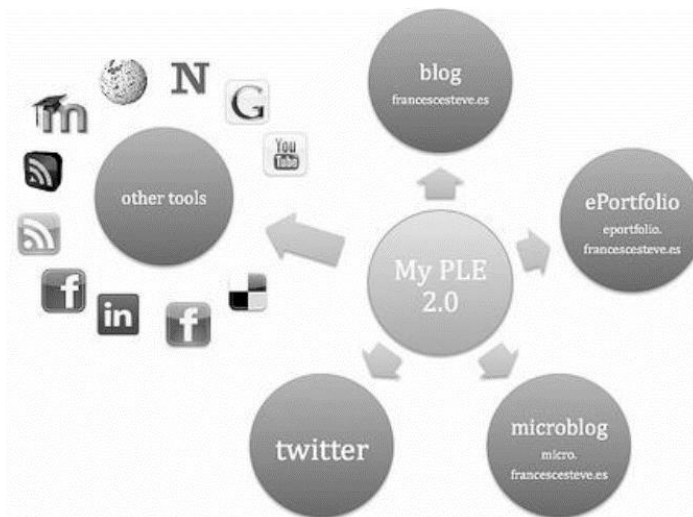 blog
francescesteve.es
N
G
m
You
Tube
other tools
ePortfolio
eportfolio.
francescesteve.es
My PLE
2.0
f
in
f
twitter
microblog
micro.
francescesteve.es